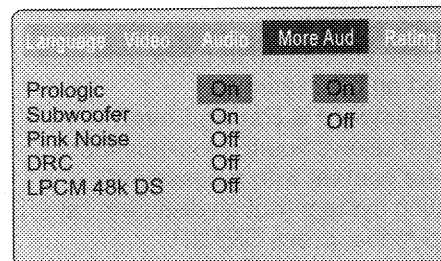 Language Video Audio More Aud Rating
Prologic On On
Subwoofer On Off
Pink Noise Off
DRC Off
LPCM 48k DS Off